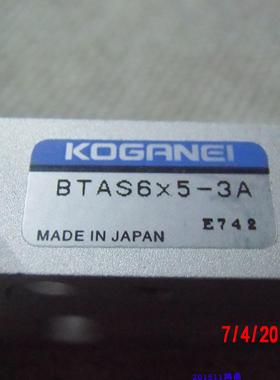 KOGANEI
BTAS6×5-3A
E742
MADE IN JAPAN
7/4/20